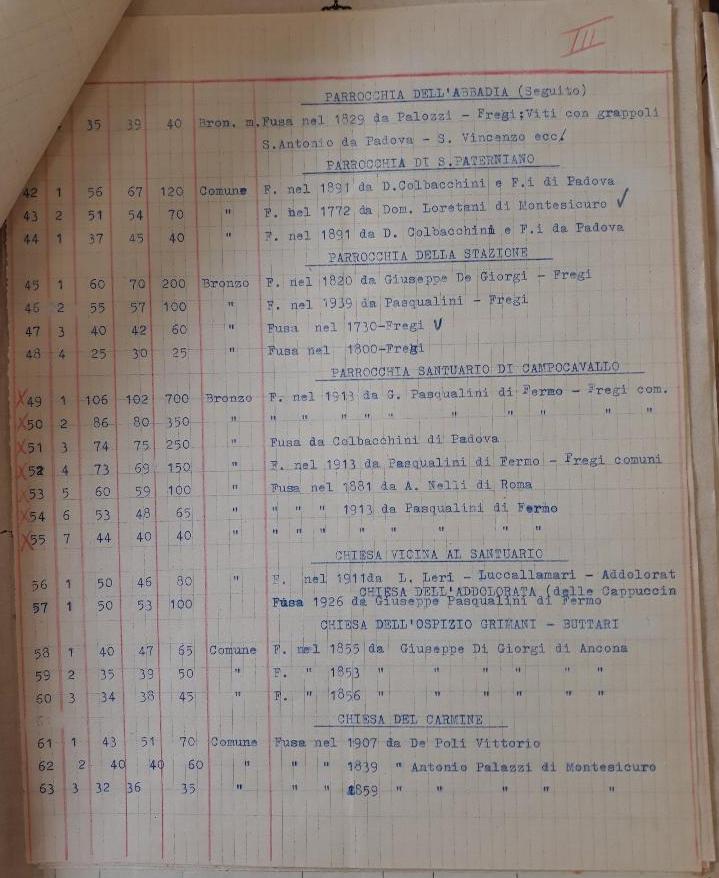 III
PARROCCHIA DELL'ABBADIA (Seguito)
35 39 40 Bron. m. Fusa nel 1829 da Palozzi - Fregi;Viti con grappoli
S.Antonio da Padova - S. Vincenzo ecc.
PARROCCHIA DI S.PATERNIANO
42 1 56 67 120 Comune F. nel 1891 da D.Colbacchini e F.i di Padova
43 2 51 54 70 " F. nel 1772 da Dom. Loretani di Montesicuro ✓
44 1 37 45 40 " F. nel 1891 da D. Colbacchini e F.i da Padova
PARROCCHIA DELLA STAZIONE
45 1 60 70 200 Bronzo F. nel 1820 da Giuseppe De Giorgi - Fregi
46 2 55 57 100 " F. nel 1939 da Pasqualini - Fregi
47 3 40 42 60 " Fusa nel 1730-Fregi ✓
48 4 25 30 25 " Fusa nel 1800-Fregi
PARROCCHIA SANTUARIO DI CAMPOCAVALLO
X 49 1 106 102 700 Bronzo F. nel 1913 da G. Pasqualini di Fermo - Fregi com.
X 50 2 86 80 350 " " " " " " " " " " "
X 51 3 74 75 250 " Fusa da Colbacchini di Padova
X 52 4 73 69 150 " F. nel 1913 da Pasqualini di Fermo - Fregi comuni
X 53 5 60 59 100 " Fusa nel 1881 da A. Nelli di Roma
X 54 6 53 48 65 " " " " 1913 da Pasqualini di Fermo
X 55 7 44 40 40 " " " " " " " " "
CHIESA VICINA AL SANTUARIO
56 1 50 46 80 " F. nel 1911da L. Leri - Luccallamari - Addolorat
CHIESA DELL'ADDOLORATA (delle Cappuccin
57 1 50 53 100 Fusa 1926 da Giuseppe Pasqualini di Fermo
CHIESA DELL'OSPIZIO GRIMANI - BUTTARI
58 1 40 47 65 Comune F. nel 1855 da Giuseppe Di Giorgi di Ancona
59 2 35 39 50 " F. " 1853 " " " " " "
60 3 34 38 45 " F. " 1856 " " " " " "
CHIESA DEL CARMINE
61 1 43 51 70 Comune Fusa nel 1907 da De Poli Vittorio
62 2 40 40 60 " " " 1839 " Antonio Palazzi di Montesicuro
63 3 32 36 35 " " " 1859 " " " " "